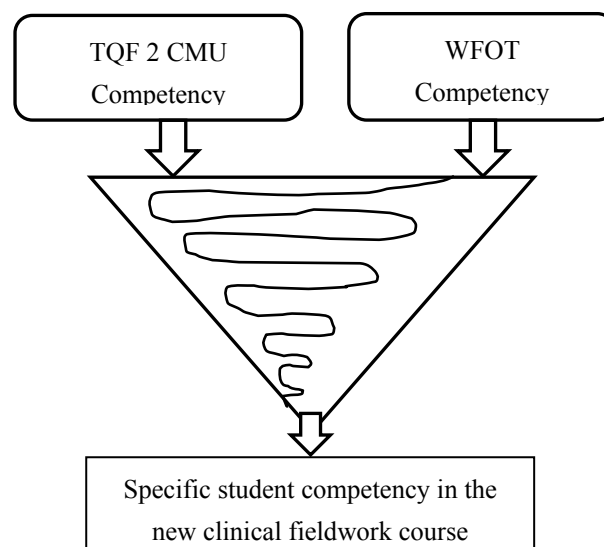 TQF 2 CMU
Competency
WFOT
Competency
Specific student competency in the
new clinical fieldwork course